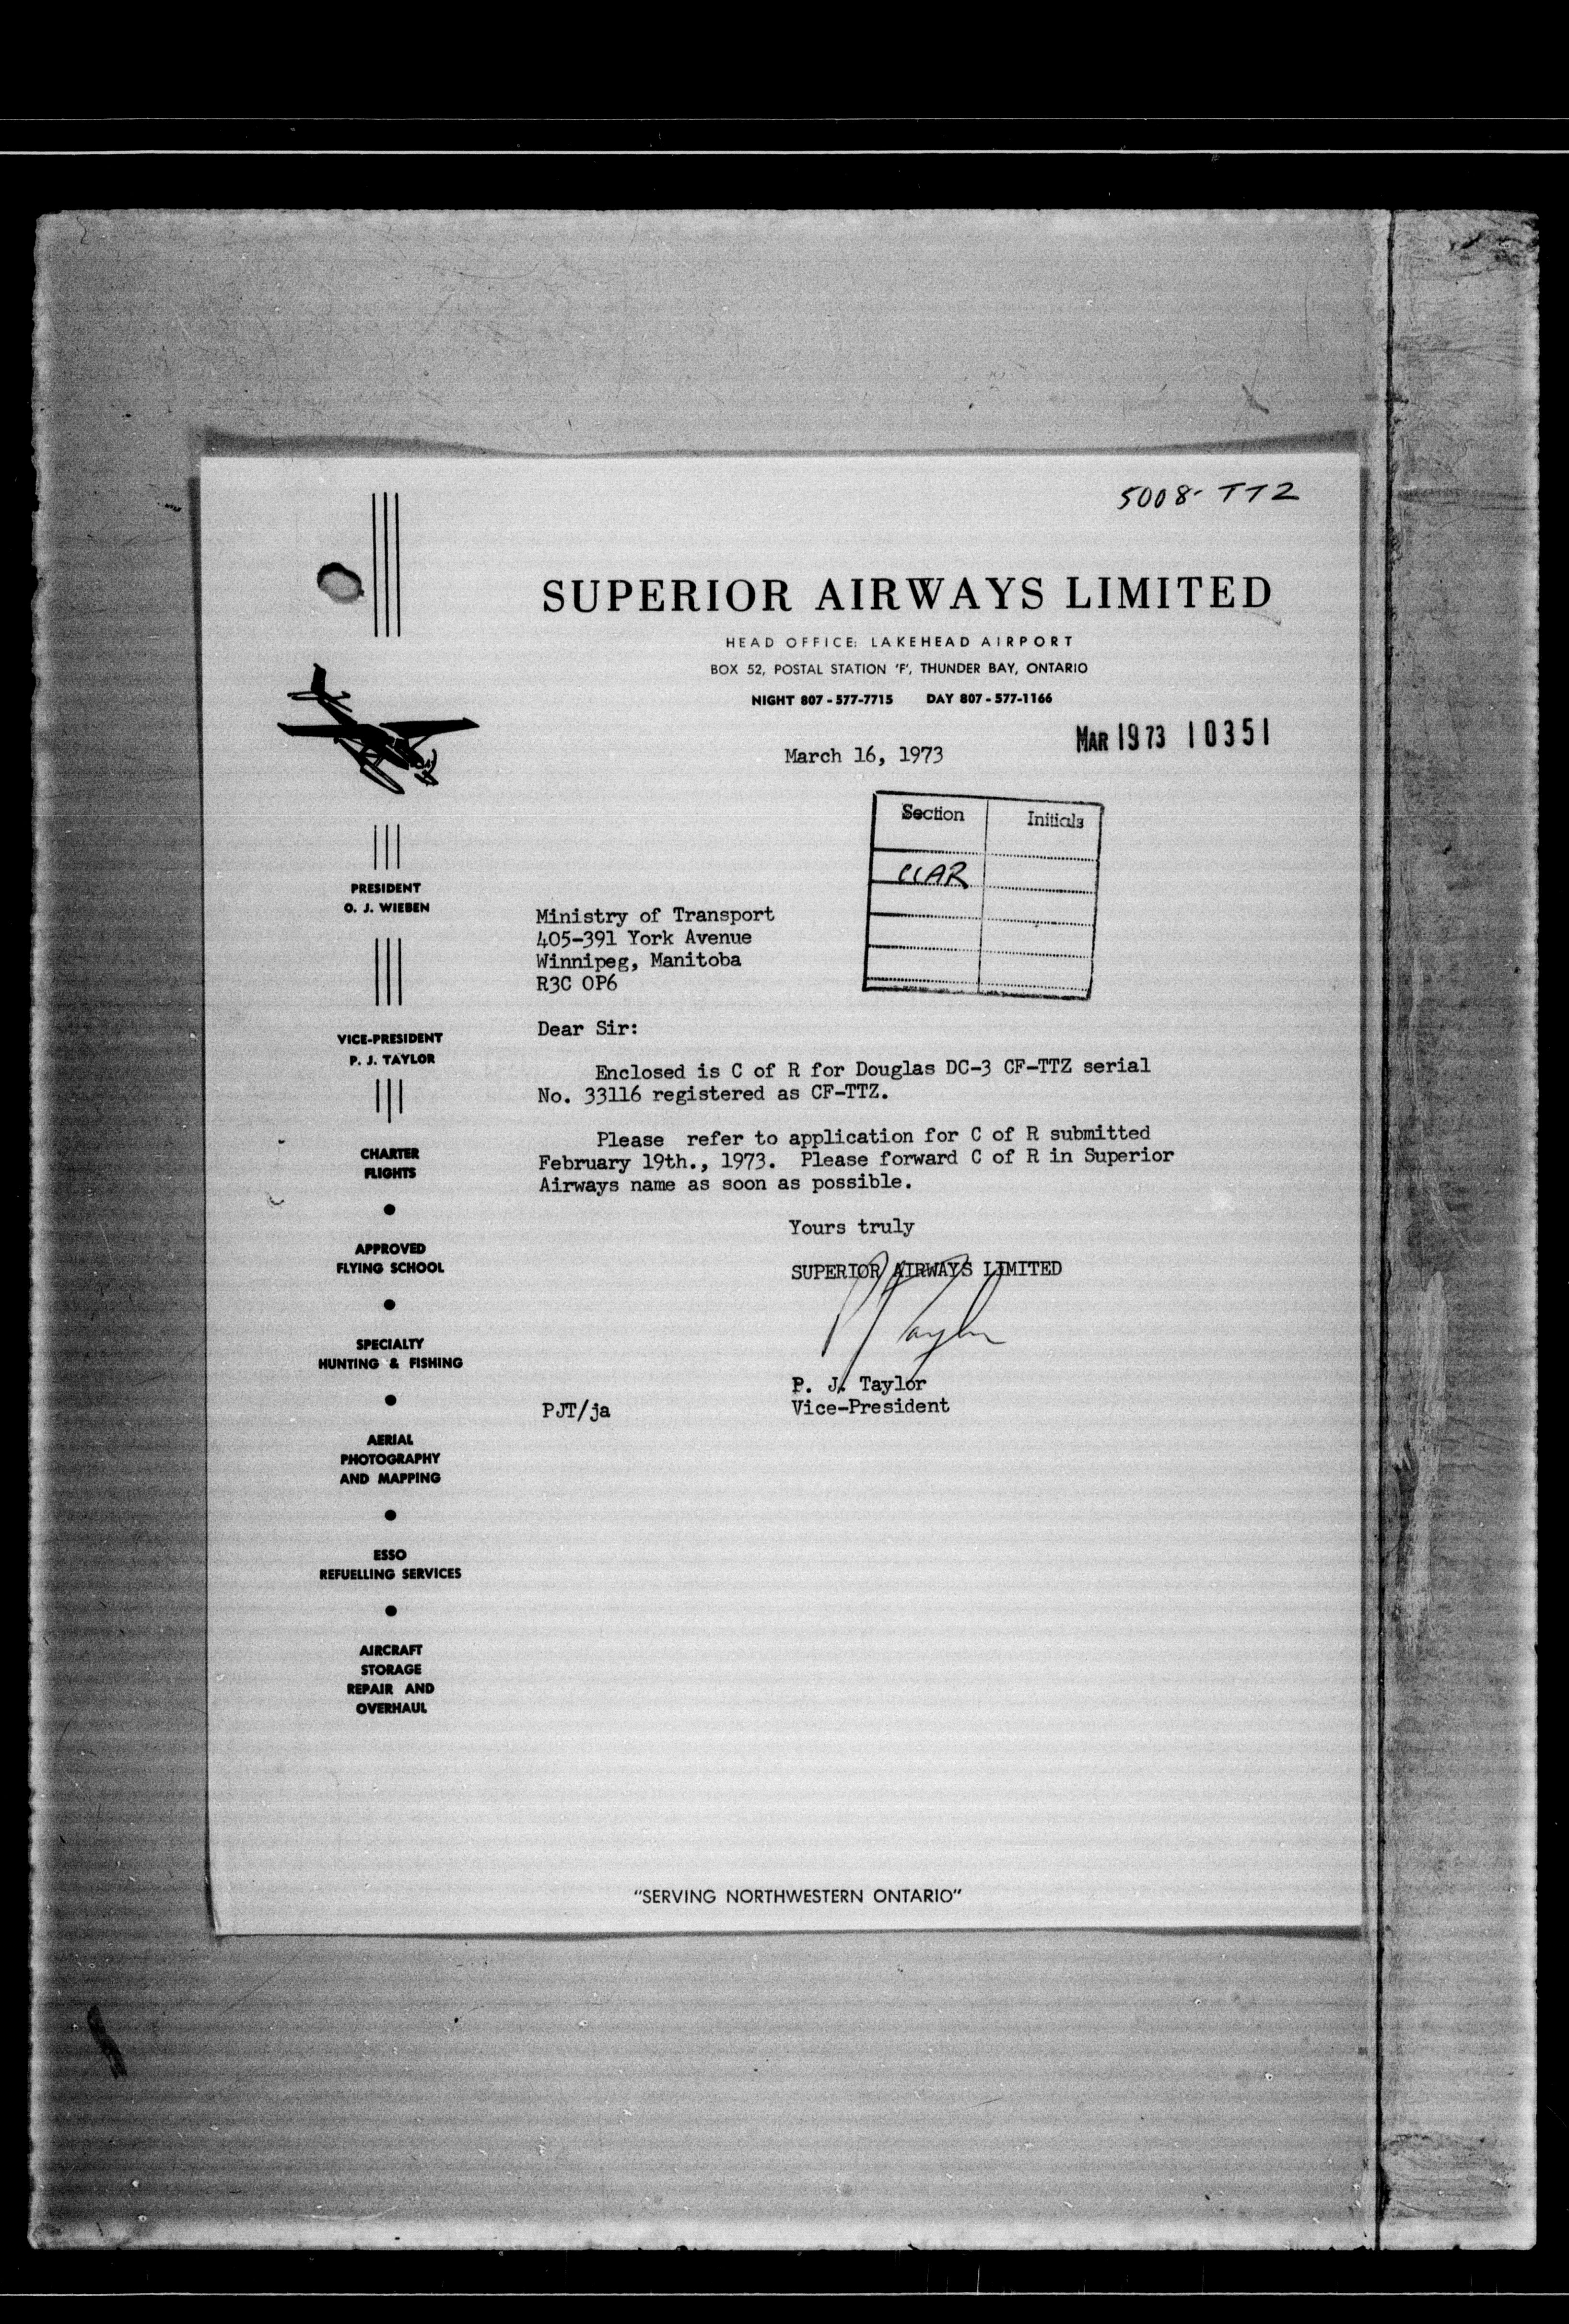 5008-TTZ
SUPERIOR AIRWAYS LIMITED
HEAD OFFICE: LAKEHEAD AIRPORT
BOX 52, POSTAL STATION 'F', THUNDER BAY, ONTARIO
NIGHT 807-577-7715 DAY 807-577-1166
MAR 1973 10351
March 16, 1973
Section Initials
CCAR
PRESIDENT
O. J. WIEBEN
VICE-PRESIDENT
P. J. TAYLOR
CHARTER
FLIGHTS
APPROVED
FLYING SCHOOL
SPECIALTY
HUNTING & FISHING
AERIAL
PHOTOGRAPHY
AND MAPPING
ESSO
REFUELLING SERVICES
AIRCRAFT
STORAGE
REPAIR AND
OVERHAUL
Ministry of Transport
405-391 York Avenue
Winnipeg, Manitoba
R3C 0P6
Dear Sir:
Enclosed is C of R for Douglas DC-3 CF-TTZ serial
No. 33116 registered as CF-TTZ.
Please refer to application for C of R submitted
February 19th., 1973. Please forward C of R in Superior
Airways name as soon as possible.
Yours truly
SUPERIOR AIRWAYS LIMITED
PJ Taylor
P. J. Taylor
Vice-President
PJT/ja
"SERVING NORTHWESTERN ONTARIO"